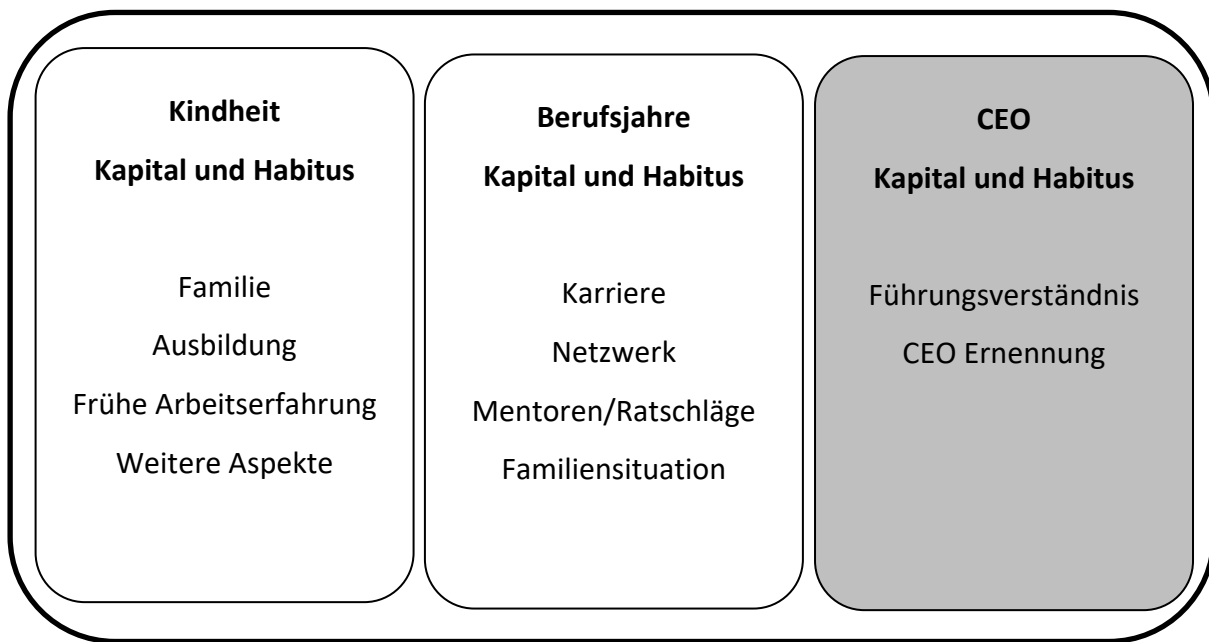 Kindheit
Kapital und Habitus
Familie
Ausbildung
Frühe Arbeitserfahrung
Weitere Aspekte
Berufsjahre
Kapital und Habitus
Karriere
Netzwerk
Mentoren/Ratschläge
Familiensituation
CEO
Kapital und Habitus
Führungsverständnis
CEO Ernennung